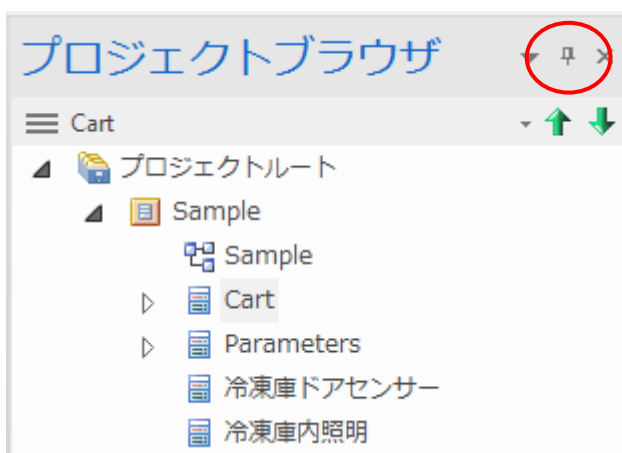 プロジェクトブラウザ
Cart
プロジェクトルート
Sample
Sample
Cart
Parameters
冷凍庫ドアセンサー
冷凍庫内照明